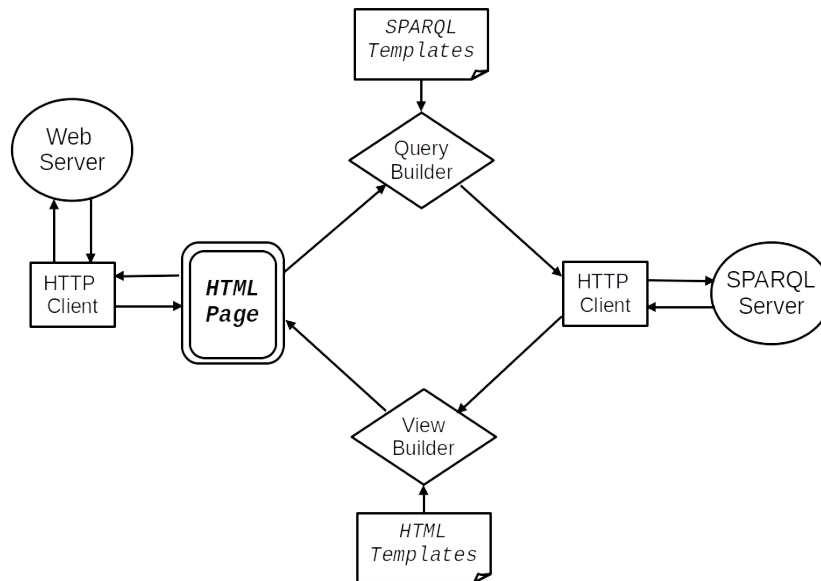 SPARQL
Templates
Web
Server
Query
Builder
HTTP
Client
HTML
Page
HTTP
Client
SPARQL
Server
View
Builder
HTML
Templates